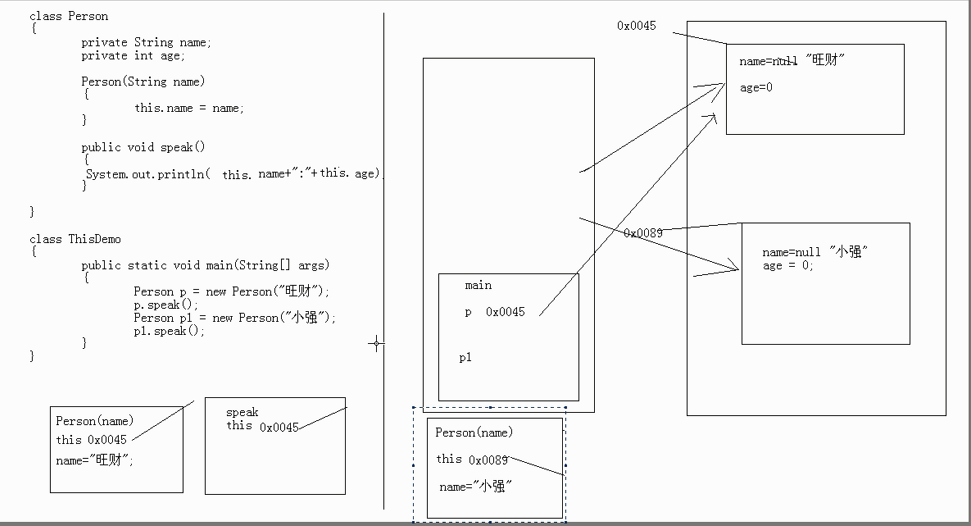 class Person
{
private String name;
private int age;
Person(String name)
{
this.name = name;
}
public void speak()
{
System.out.println( this. name+":"+this. age)
}
}
class ThisDemo
{
public static void main(String[] args)
{
Person p = new Person("旺财");
p.speak();
Person p1 = new Person("小强");
p1.speak();
}
}
Person(name)
this 0x0045
name="旺财";
speak
this 0x0045
main
p 0x0045
p1
Person(name)
this 0x0089
name="小强"
0x0045
name=null "旺财"
age=0
0x0089
name=null "小强"
age = 0;